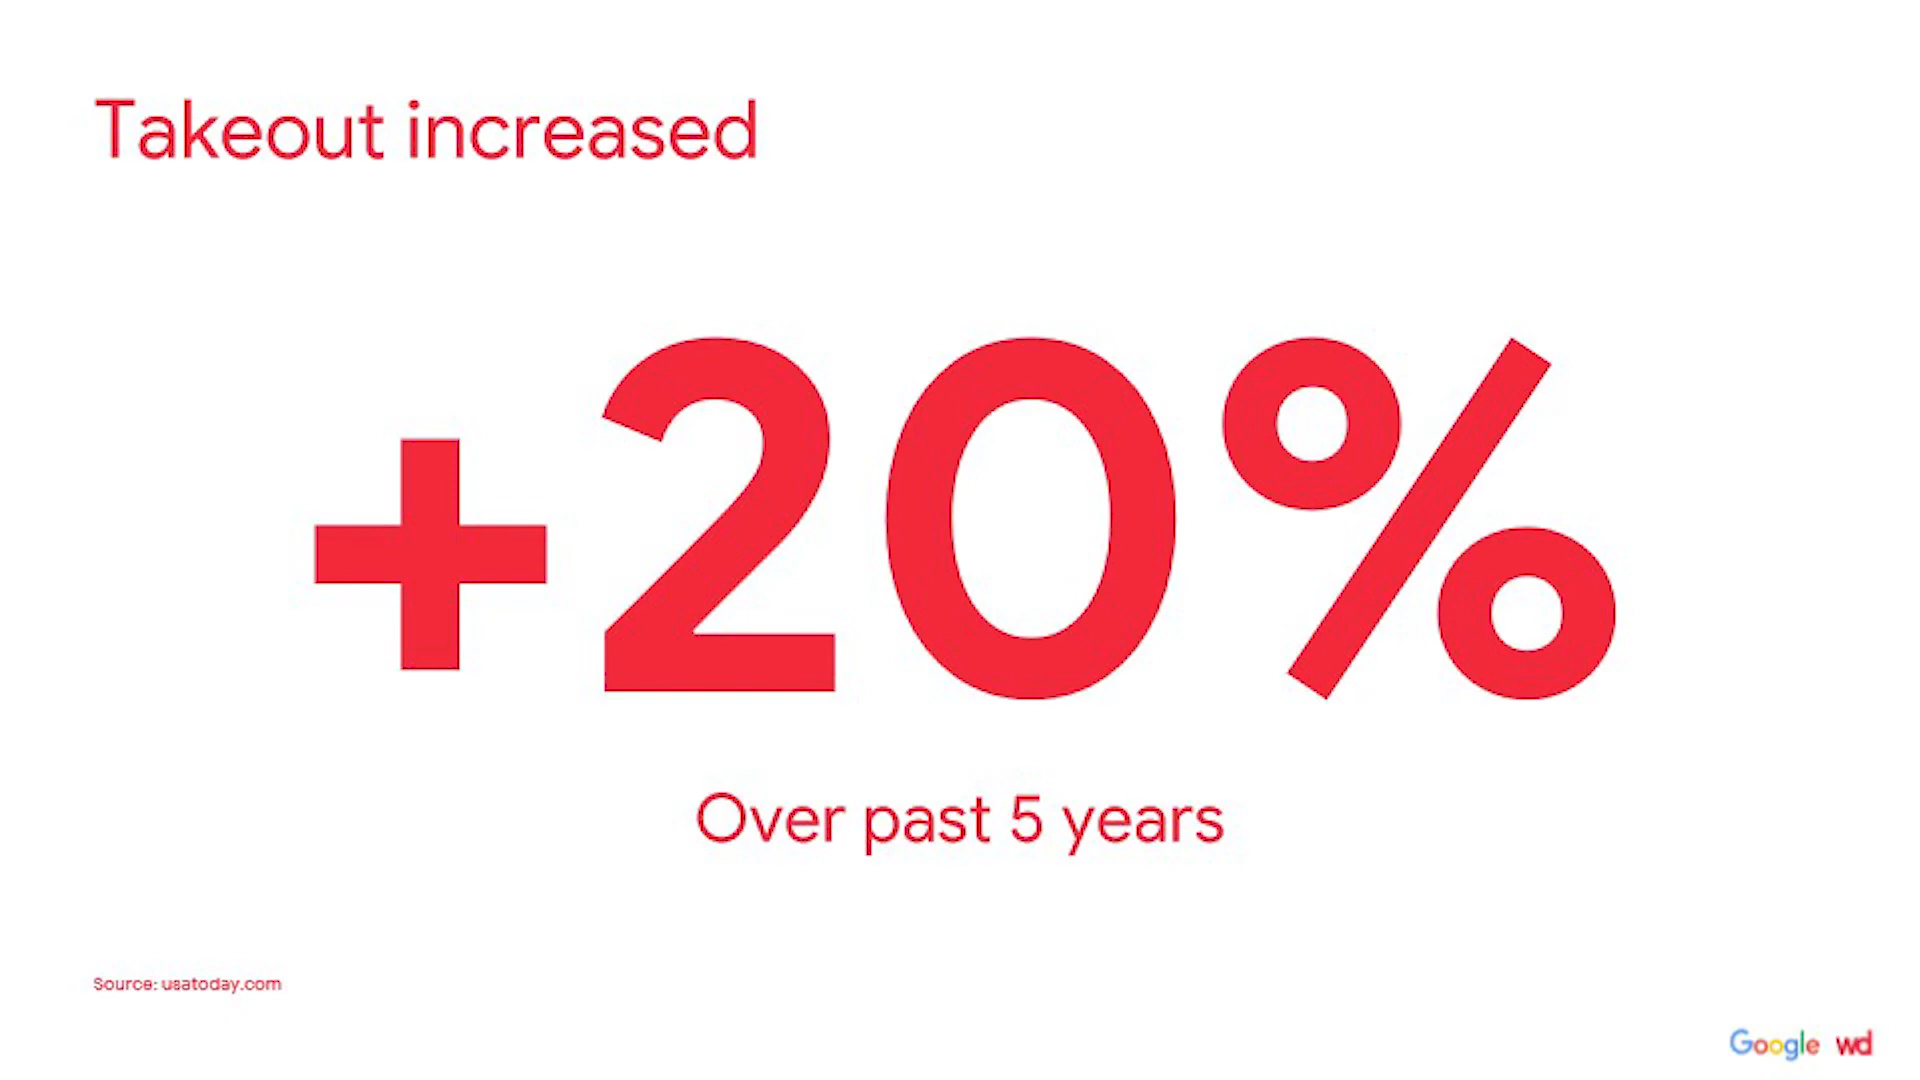 Takeout increased
+20%
Over past 5 years
Source: usatoday.com
Google wd